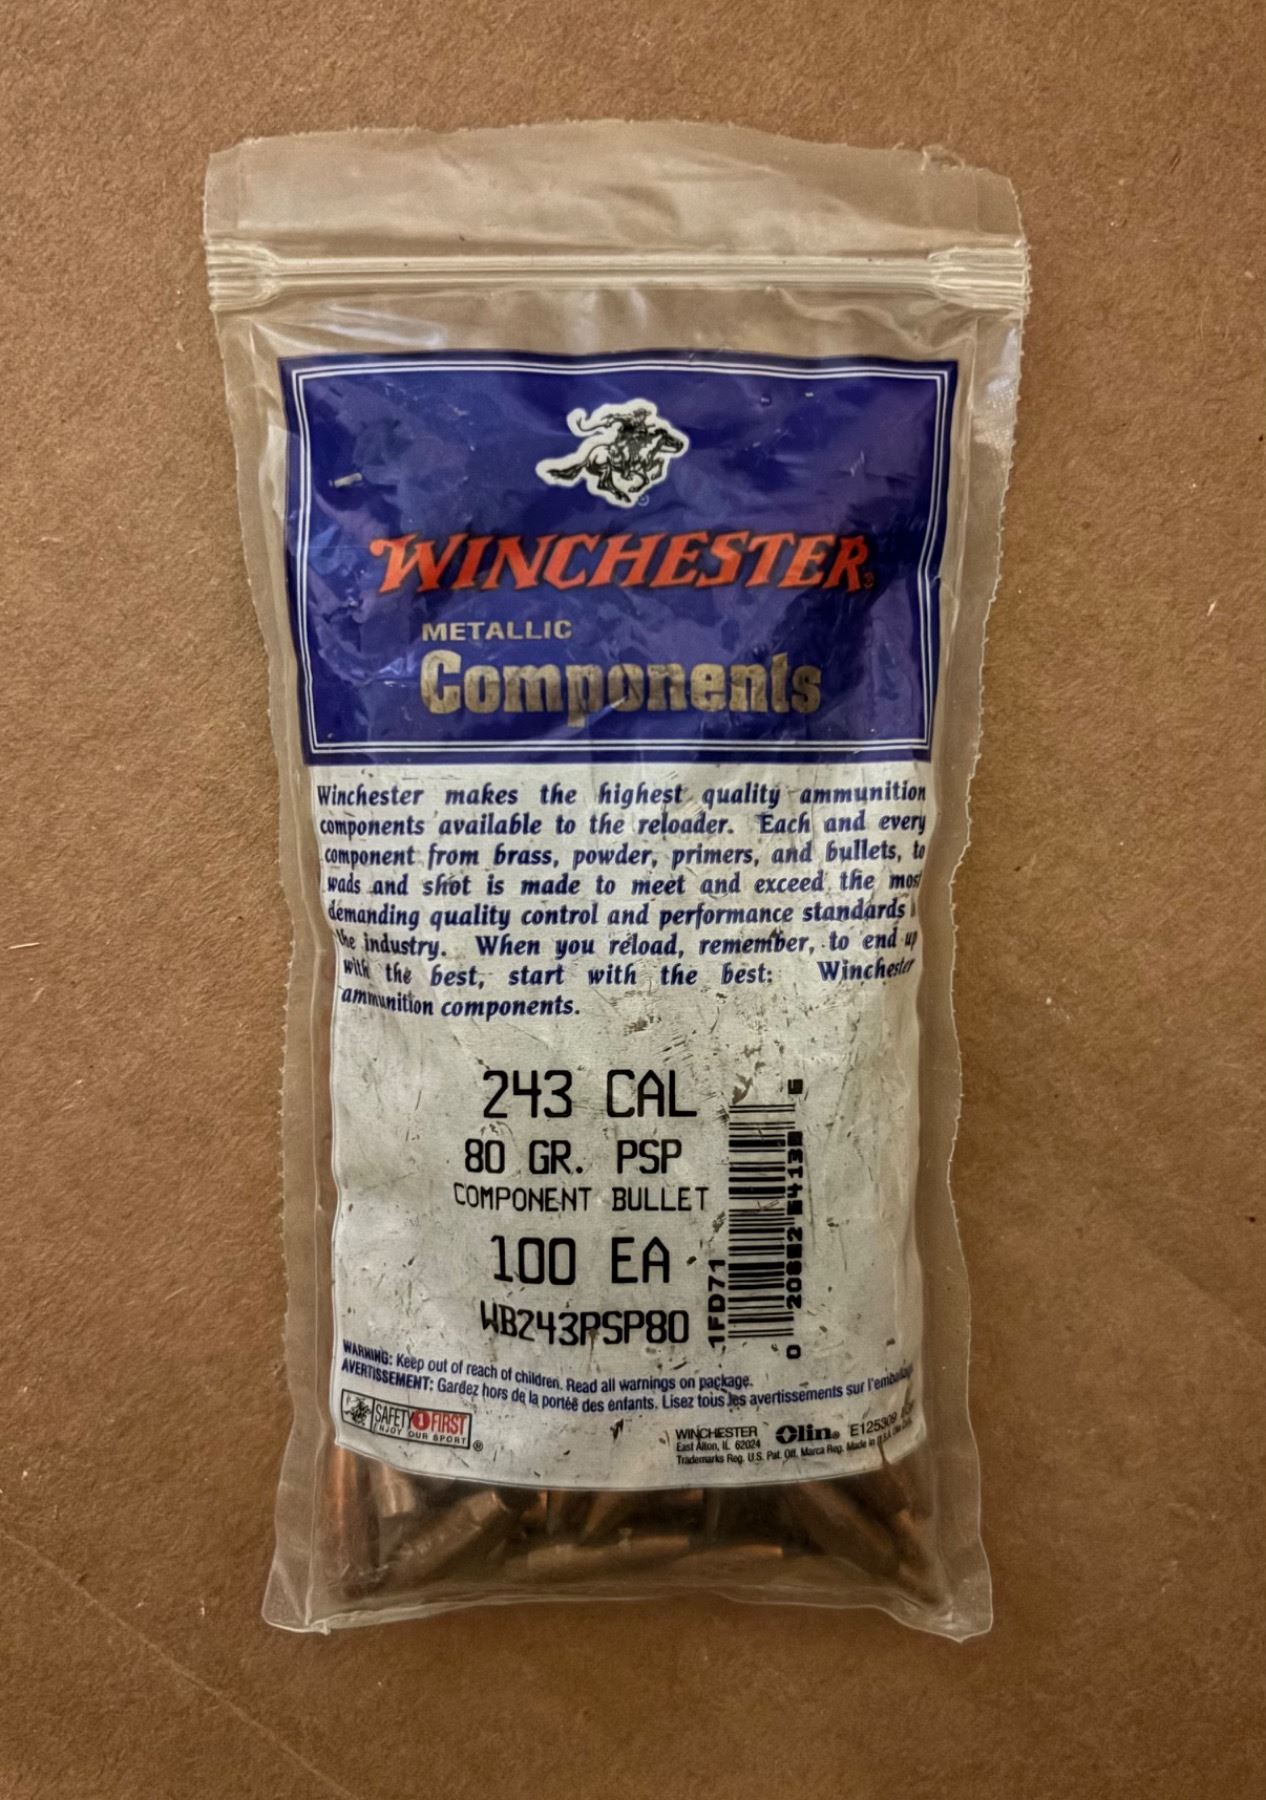 WINCHESTER®
METALLIC
Components
Winchester makes the highest quality ammunition
components available to the reloader. Each and every
component from brass, powder, primers, and bullets, to
wads and shot is made to meet and exceed the most
demanding quality control and performance standards
the industry. When you reload, remember, to end up
with the best, start with the best: Winchester
ammunition components.
243 CAL
80 GR. PSP
COMPONENT BULLET
100 EA
WB243PSP80
1FD71
WARNING: Keep out of reach of children. Read all warnings on package.
AVERTISSEMENT: Gardez hors de la portée des enfants. Lisez tous les avertissements sur l'emballage.
SAFETY 1 FIRST
ENJOY OUR SPORT ®
WINCHESTER
East Alton, IL 62024
Trademarks Reg. U.S. Pat. Off. Marca Reg. Made in U.S.A.
Olin®